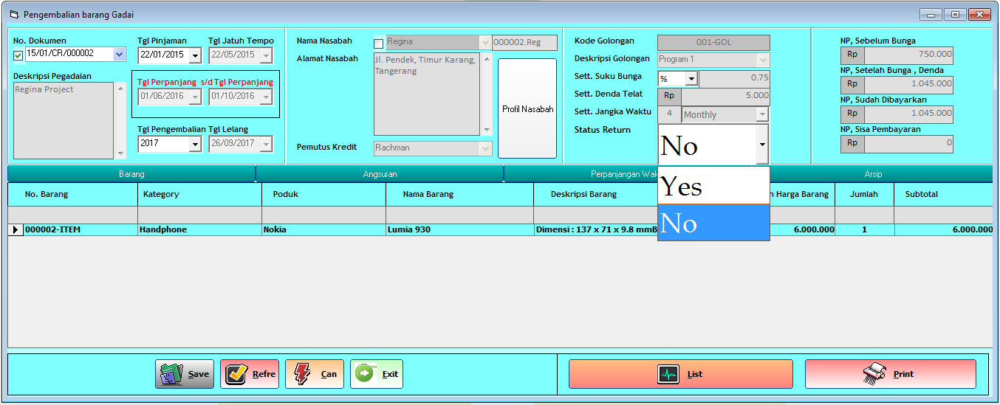 Pengembalian barang Gadai
No. Dokumen
15/01/CR/000002
Deskripsi Pegadaian
Regina Project
Tgl Pinjaman
Tgl Jatuh Tempo
22/01/2015
22/05/2015
Tgl Perpanjang s/d Tgl Perpanjang
01/06/2016
01/10/2016
Tgl Pengembalian
Tgl Lelang
2017
26/09/2017
Nama Nasabah
Regina
000002.Reg
Alamat Nasabah
Jl. Pendek, Timur Karang,
Tangerang
Profil Nasabah
Pemutus Kredit
Rachman
Kode Golongan
001-GOL
Deskripsi Golongan
Program 1
Sett. Suku Bunga
%
0.75
Sett. Denda Telat
Rp
5.000
Sett. Jangka Waktu
4
Monthly
Status Return
No
Yes
No
NP, Sebelum Bunga
Rp
750.000
NP, Setelah Bunga , Denda
Rp
1.045.000
NP, Sudah Dibayarkan
Rp
1.045.000
NP, Sisa Pembayaran
Rp
0
Barang
Angsuran
Perpanjangan Wak
Arsip
No. Barang
Kategory
Poduk
Nama Barang
Deskripsi Barang
Harga Barang
Jumlah
Subtotal
000002-ITEM
Handphone
Nokia
Lumia 930
Dimensi : 137 x 71 x 9.8 mmB
6.000.000
1
6.000.000
Save
Refre
Can
Exit
List
Print